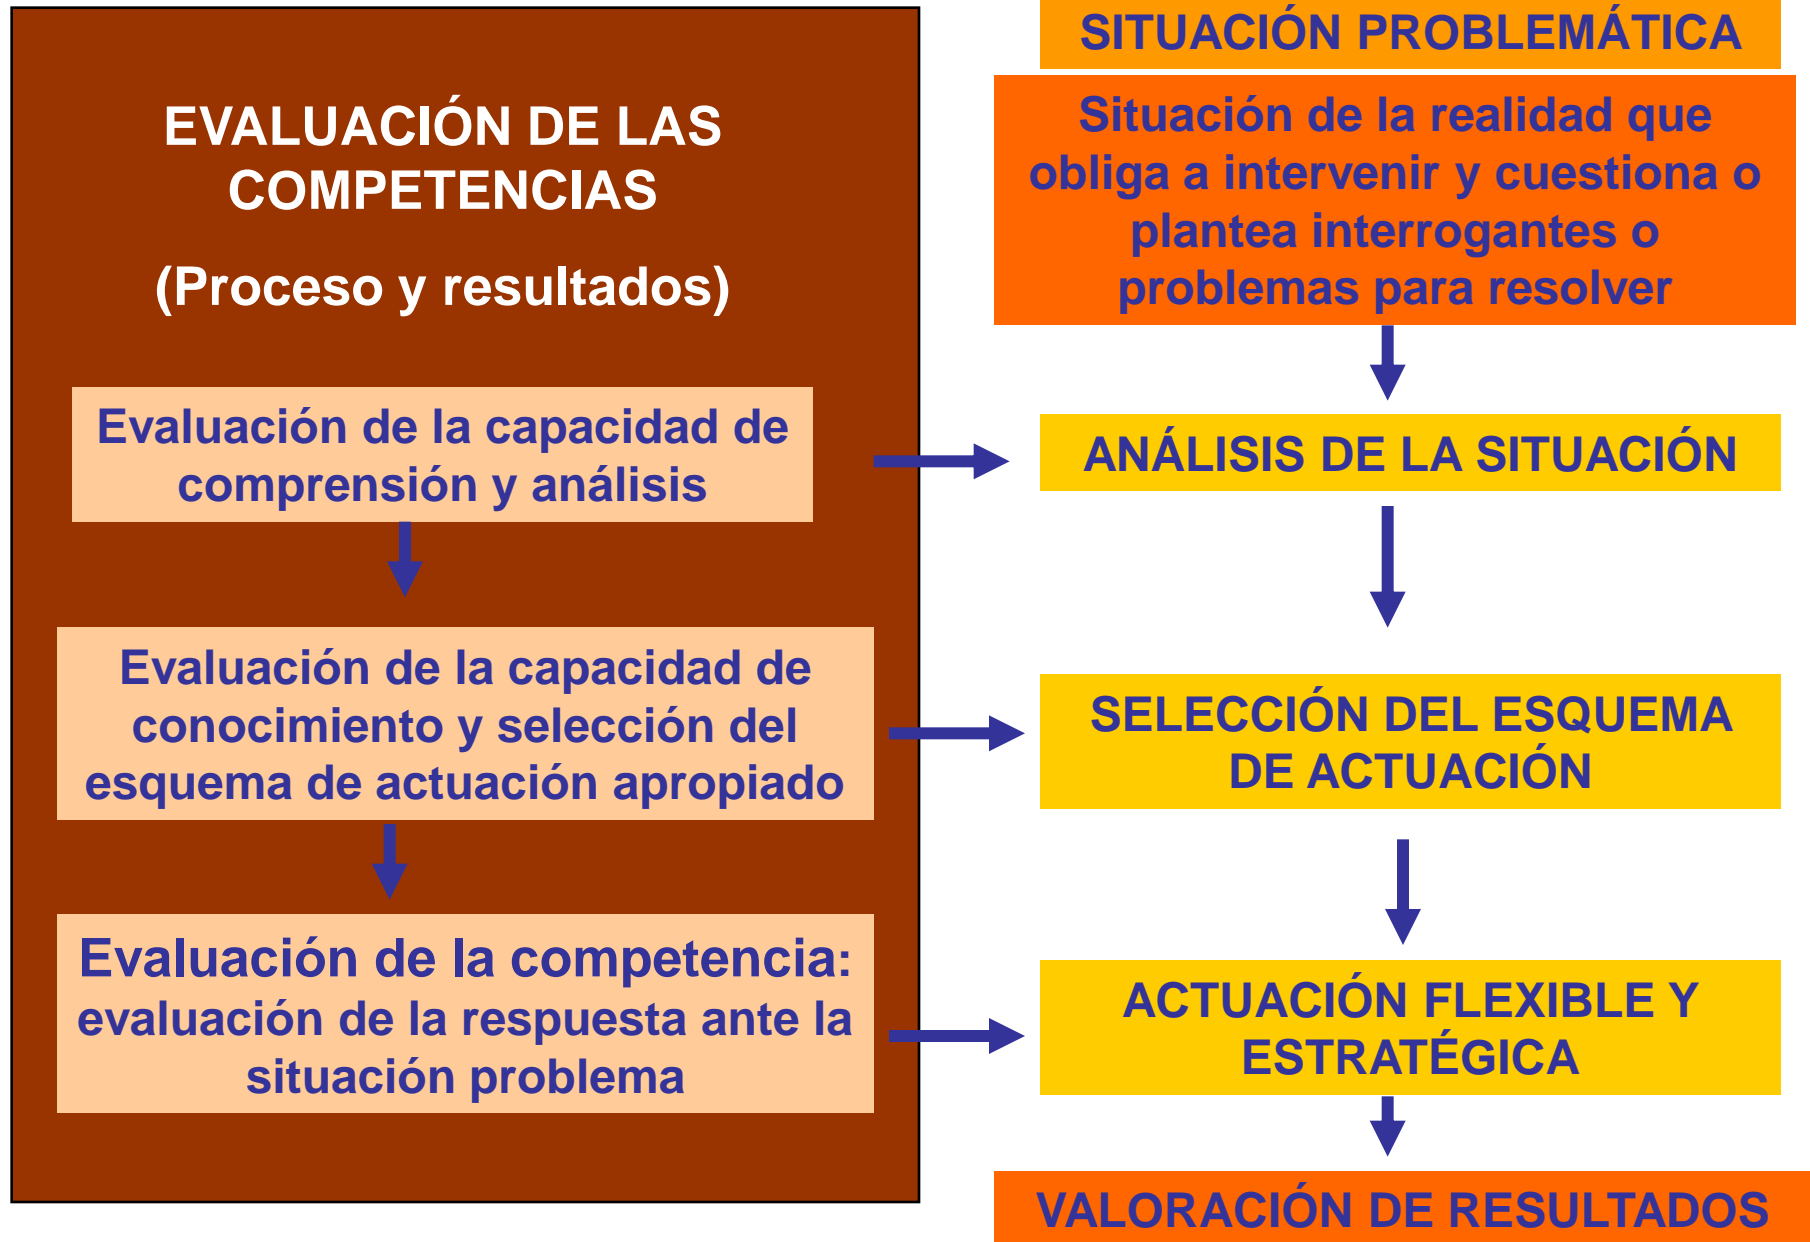 EVALUACIÓN DE LAS
COMPETENCIAS
(Proceso y resultados)
Evaluación de la capacidad de
comprensión y análisis
Evaluación de la capacidad de
conocimiento y selección del
esquema de actuación apropiado
Evaluación de la competencia:
evaluación de la respuesta ante la
situación problema
SITUACIÓN PROBLEMÁTICA
Situación de la realidad que
obliga a intervenir y cuestiona o
plantea interrogantes o
problemas para resolver
ANÁLISIS DE LA SITUACIÓN
SELECCIÓN DEL ESQUEMA
DE ACTUACIÓN
ACTUACIÓN FLEXIBLE Y
ESTRATÉGICA
VALORACIÓN DE RESULTADOS